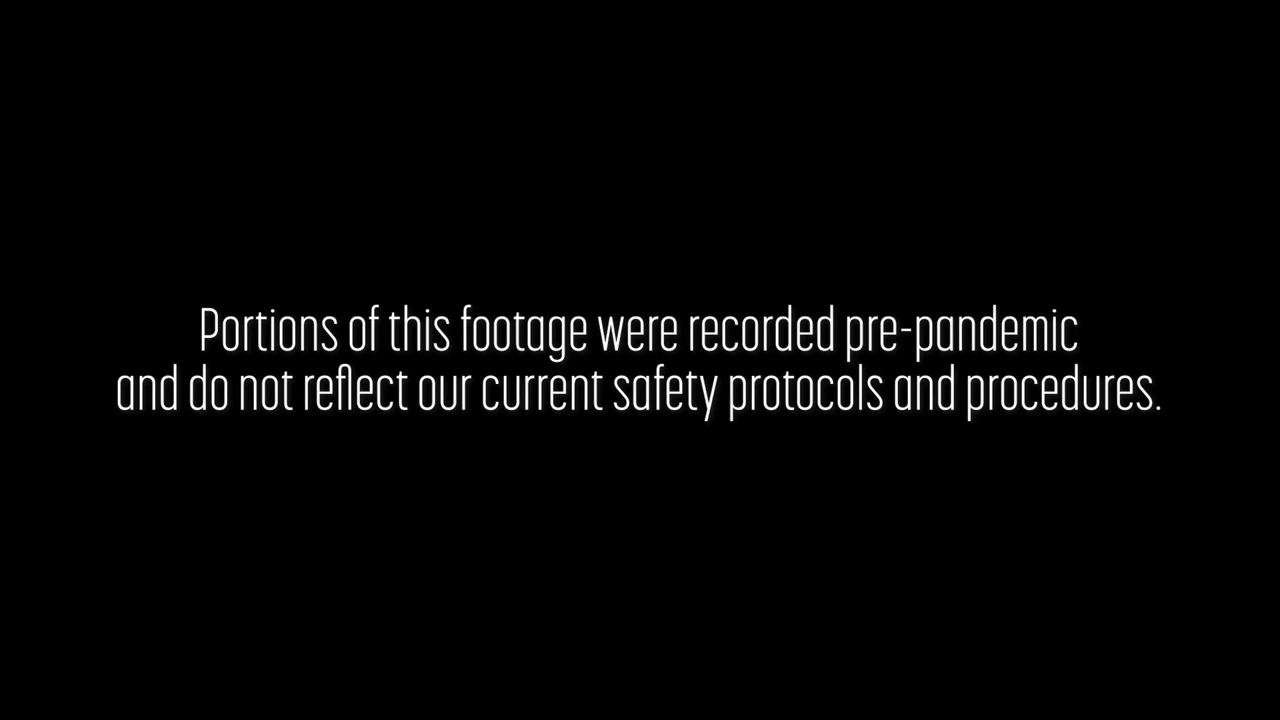 Portions of this footage were recorded pre-pandemic
and do not reflect our current safety protocols and procedures.